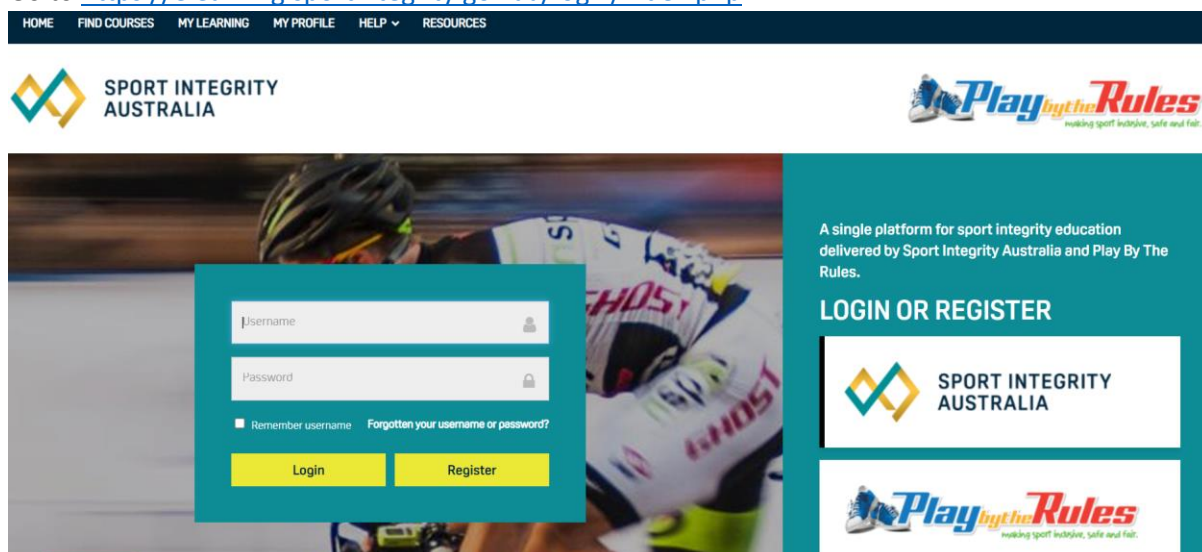 HOME FIND COURSES MY LEARNING MY PROFILE HELP RESOURCES
SPORT INTEGRITY
AUSTRALIA
Play by the Rules
making sport inclusive, safe and fair.
GHOST
GHOST
Username
Password
Remember username Forgotten your username or password?
Login Register
A single platform for sport integrity education
delivered by Sport Integrity Australia and Play By The
Rules.
LOGIN OR REGISTER
SPORT INTEGRITY
AUSTRALIA
Play by the Rules
making sport inclusive, safe and fair.